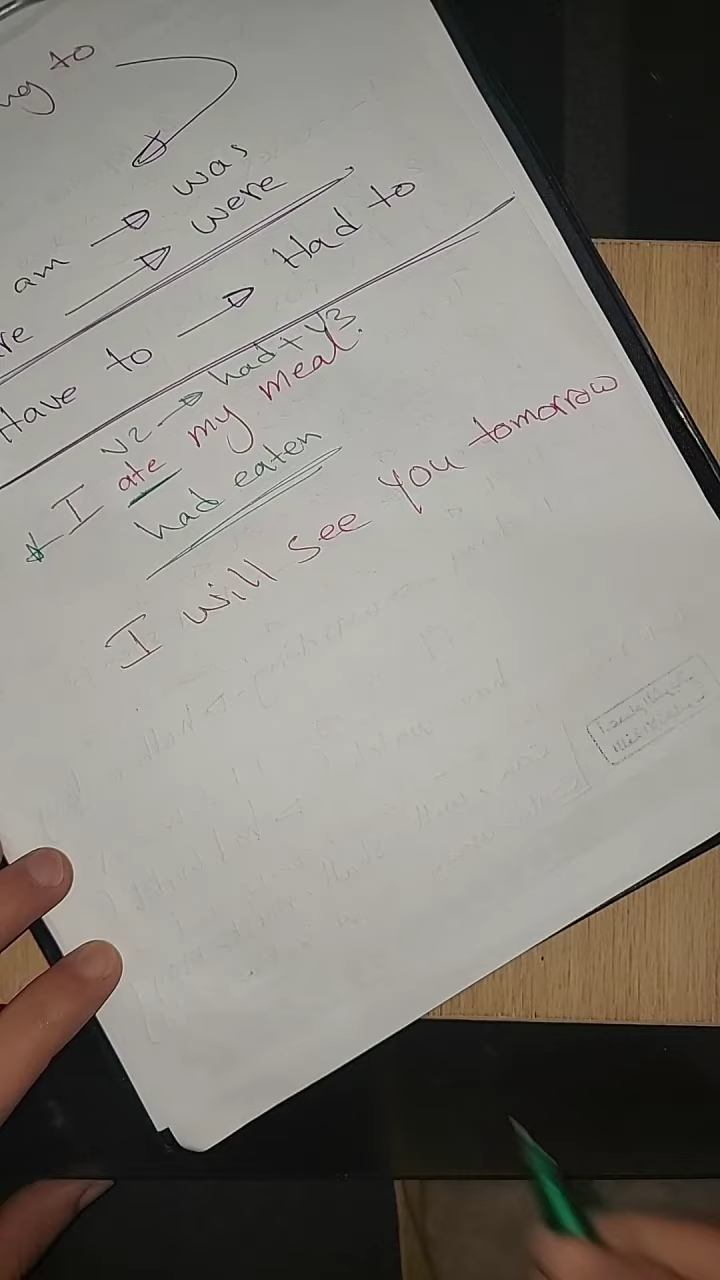 ng to
am → was
re → were
Have to → Had to
V2 → had + V3
I ate my meal.
had eaten
I will see you tomorrow